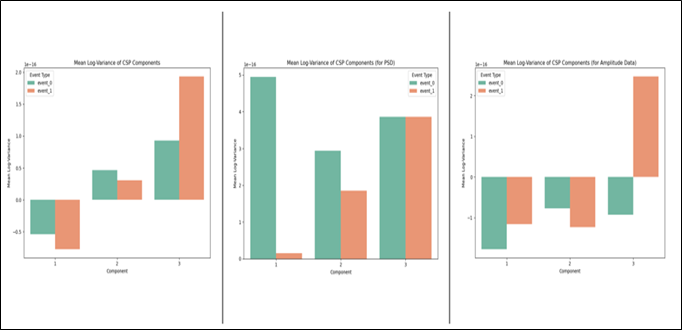 Mean Log-Variance of CSP Components
1e−16
Event Type
event_0
event_1
2.0
1.5
1.0
0.5
0.0
−0.5
Mean Log-Variance
1
2
3
Component
Mean Log-Variance of CSP Components (for PSD)
1e−16
Event Type
event_0
event_1
5
4
3
2
1
0
Mean Log-Variance
1
2
3
Component
Mean Log-Variance of CSP Components (for Amplitude Data)
1e−16
Event Type
event_0
event_1
2
1
0
−1
Mean Log-Variance
1
2
3
Component